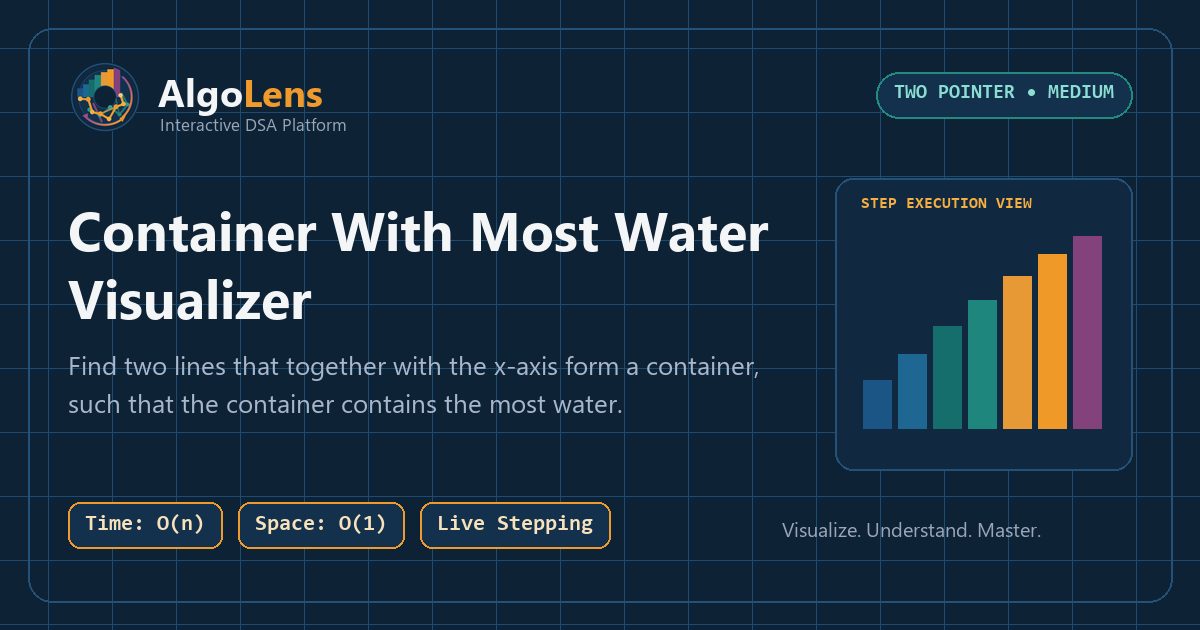 AlgoLens
Interactive DSA Platform
TWO POINTER • MEDIUM
Container With Most Water
Visualizer
Find two lines that together with the x-axis form a container,
such that the container contains the most water.
STEP EXECUTION VIEW
Time: O(n)
Space: O(1)
Live Stepping
Visualize. Understand. Master.